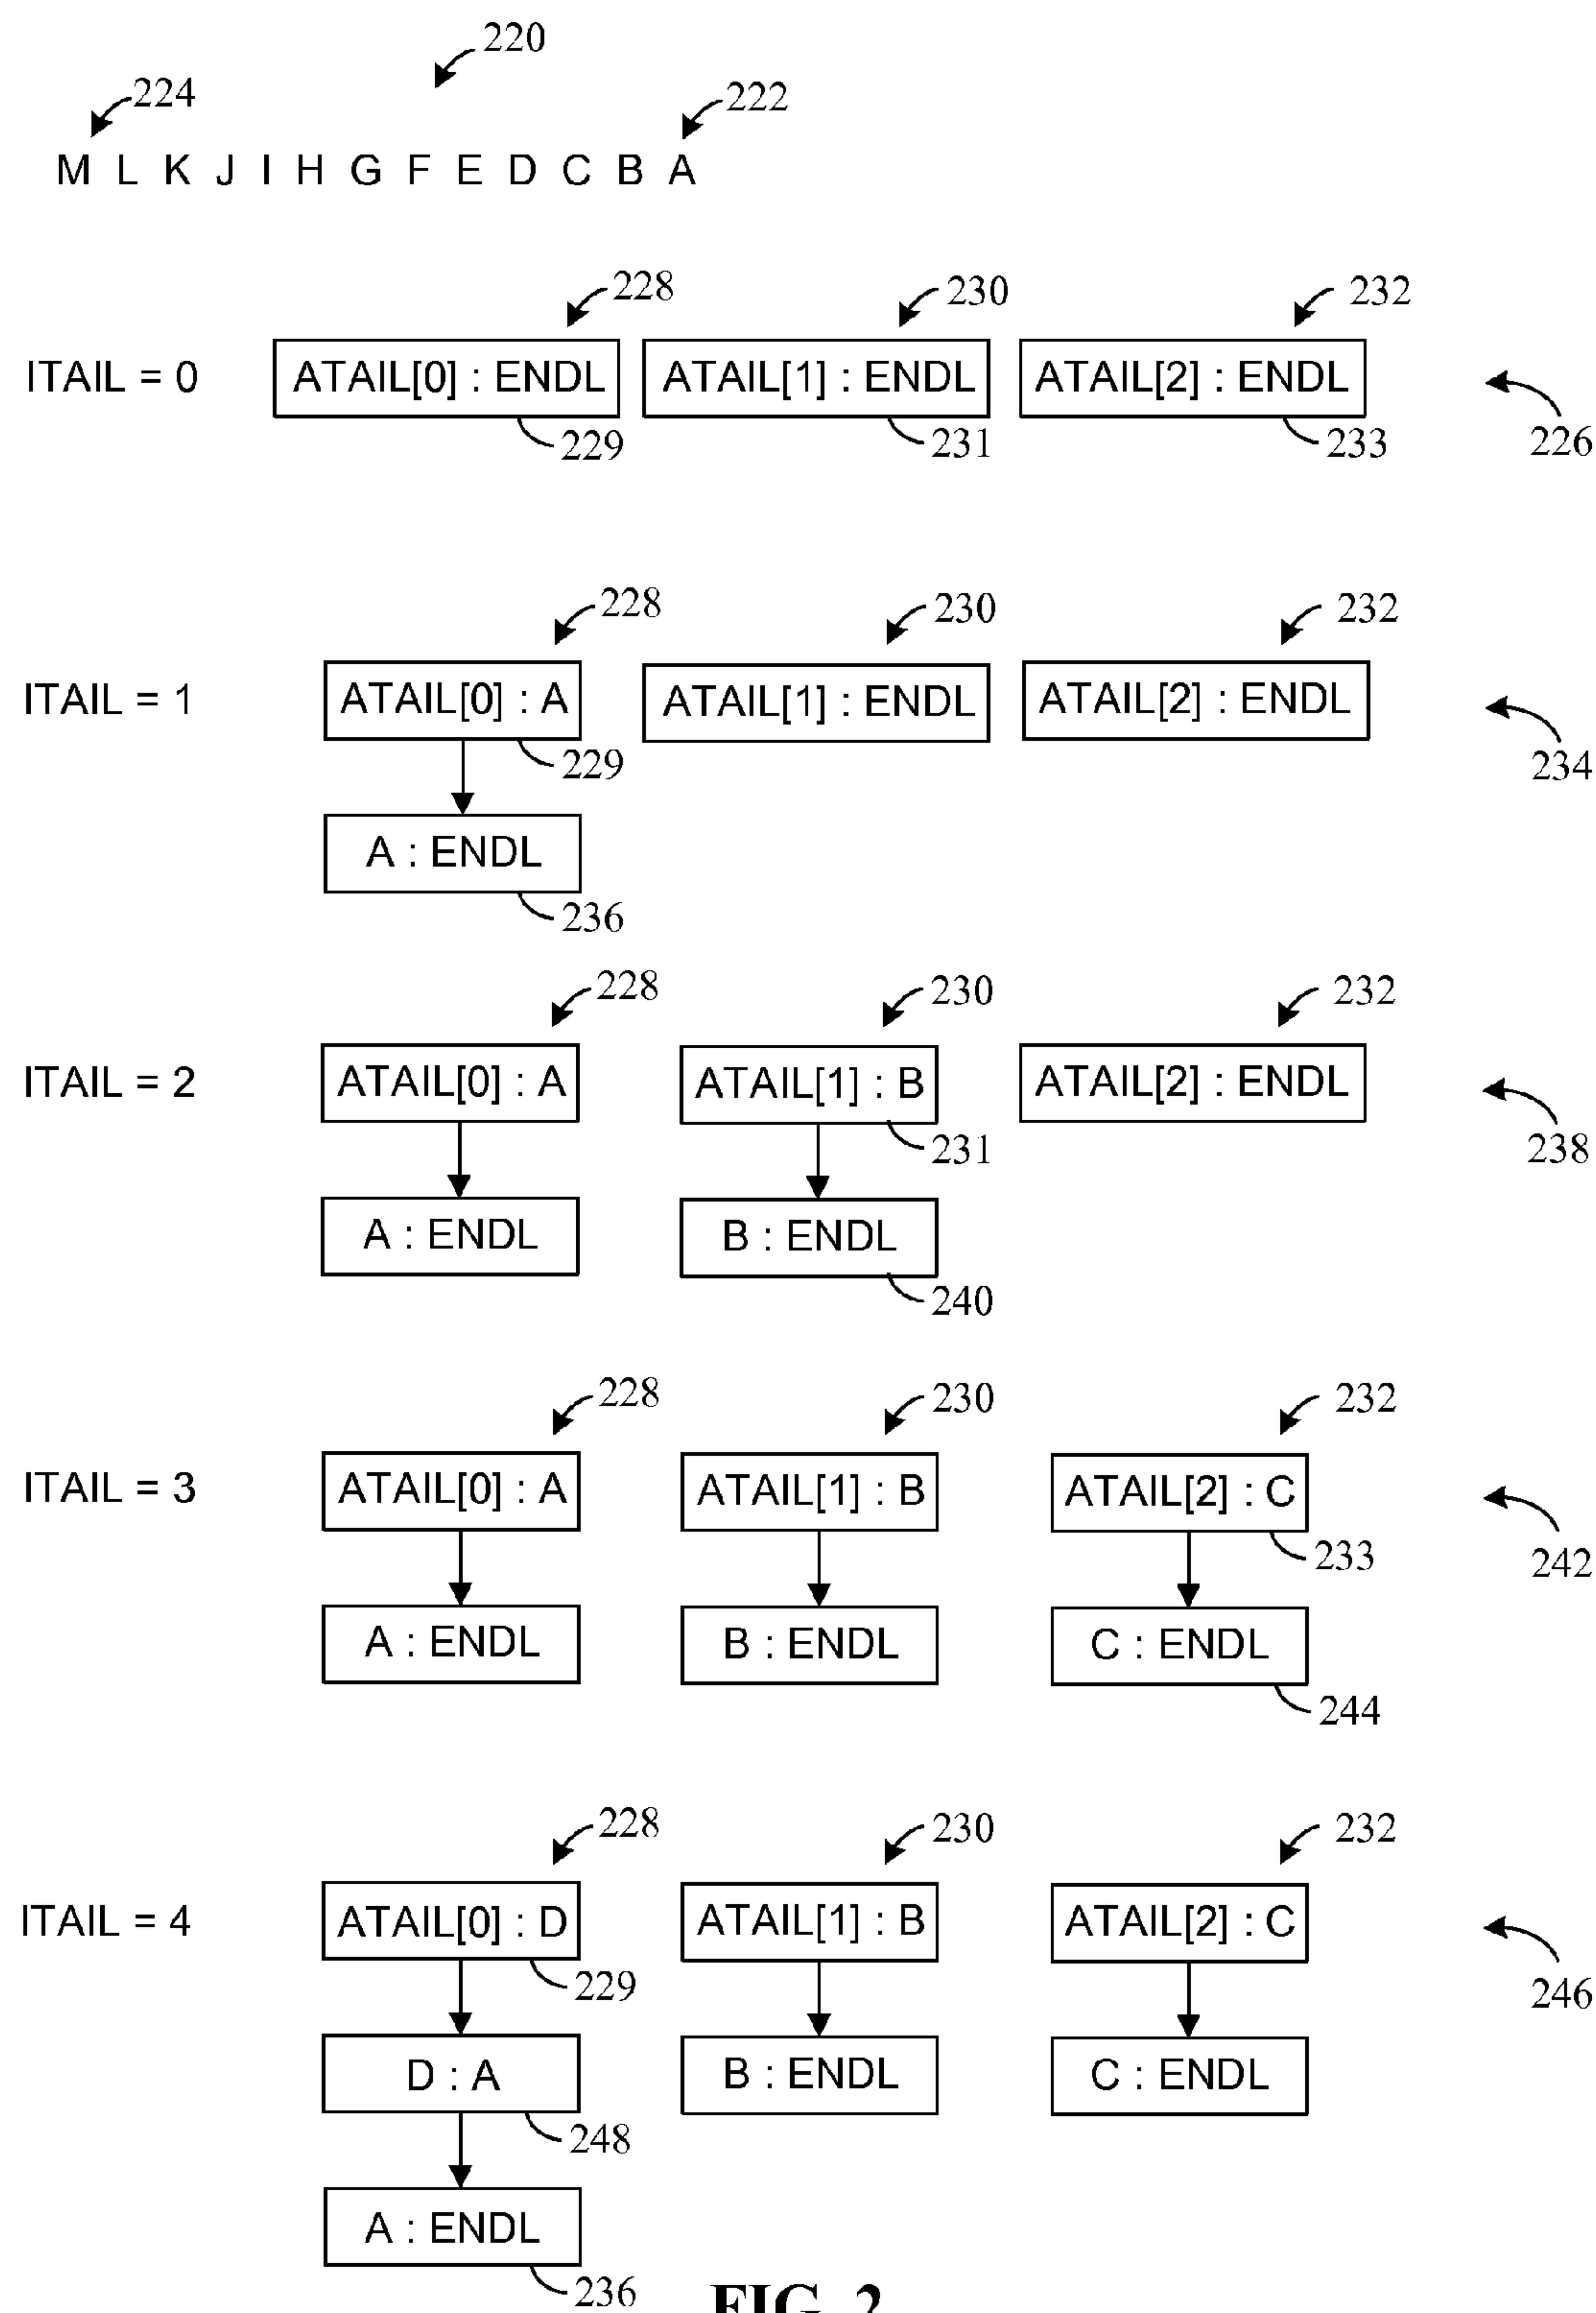 220
224
222
M L K J I H G F E D C B A
228 230 232
ITAIL = 0 ATAIL[0] : ENDL ATAIL[1] : ENDL ATAIL[2] : ENDL
229 231 233 226
228 230 232
ITAIL = 1 ATAIL[0] : A ATAIL[1] : ENDL ATAIL[2] : ENDL
229 234
A : ENDL
236
228 230 232
ITAIL = 2 ATAIL[0] : A ATAIL[1] : B ATAIL[2] : ENDL
231 238
A : ENDL B : ENDL
240
228 230 232
ITAIL = 3 ATAIL[0] : A ATAIL[1] : B ATAIL[2] : C
233 242
A : ENDL B : ENDL C : ENDL
244
228 230 232
ITAIL = 4 ATAIL[0] : D ATAIL[1] : B ATAIL[2] : C
229 246
D : A B : ENDL C : ENDL
248
A : ENDL
236
FIG. 2